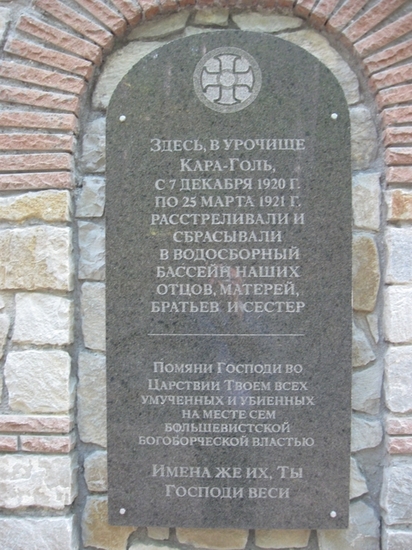 Здесь, в урочище
Кара-Голь,
с 7 декабря 1920 г.
по 25 марта 1921 г.
расстреливали и
сбрасывали
в водосборный
бассейн наших
отцов, матерей,
братьев и сестер
Помяни Господи во
Царствии Твоем всех
умученных и убиенных
на месте сем
большевистской
богоборческой властью
Имена же их, Ты
Господи веси